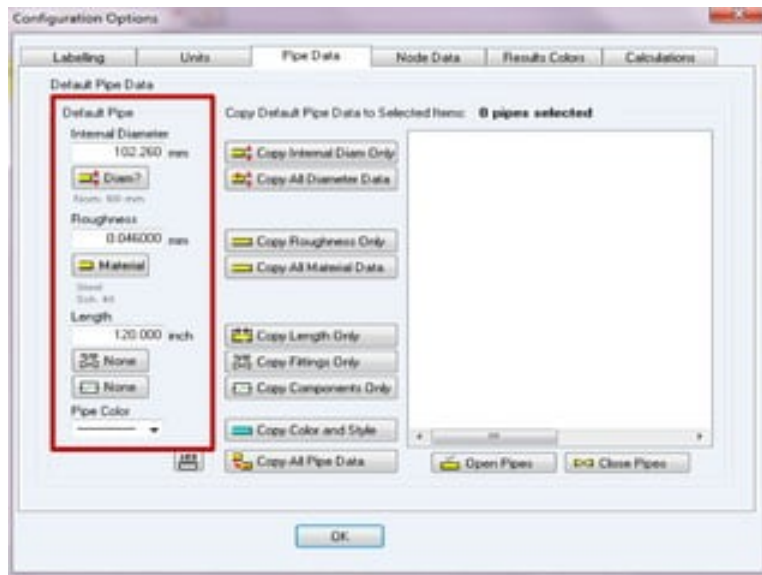 Configuration Options
Labelling
Units
Pipe Data
Node Data
Results Colors
Calculations
Default Pipe Data
Default Pipe
Internal Diameter
102.260 mm
Diam?
Roughness
0.046000 mm
Material
Steel
Sch. 40
Length
120.000 inch
None
None
Pipe Color
Copy Default Pipe Data to Selected Items: 0 pipes selected
Copy Internal Diam Only
Copy All Diameter Data
Copy Roughness Only
Copy All Material Data
Copy Length Only
Copy Fittings Only
Copy Components Only
Copy Color and Style
Copy All Pipe Data
Open Pipes
Close Pipes
OK